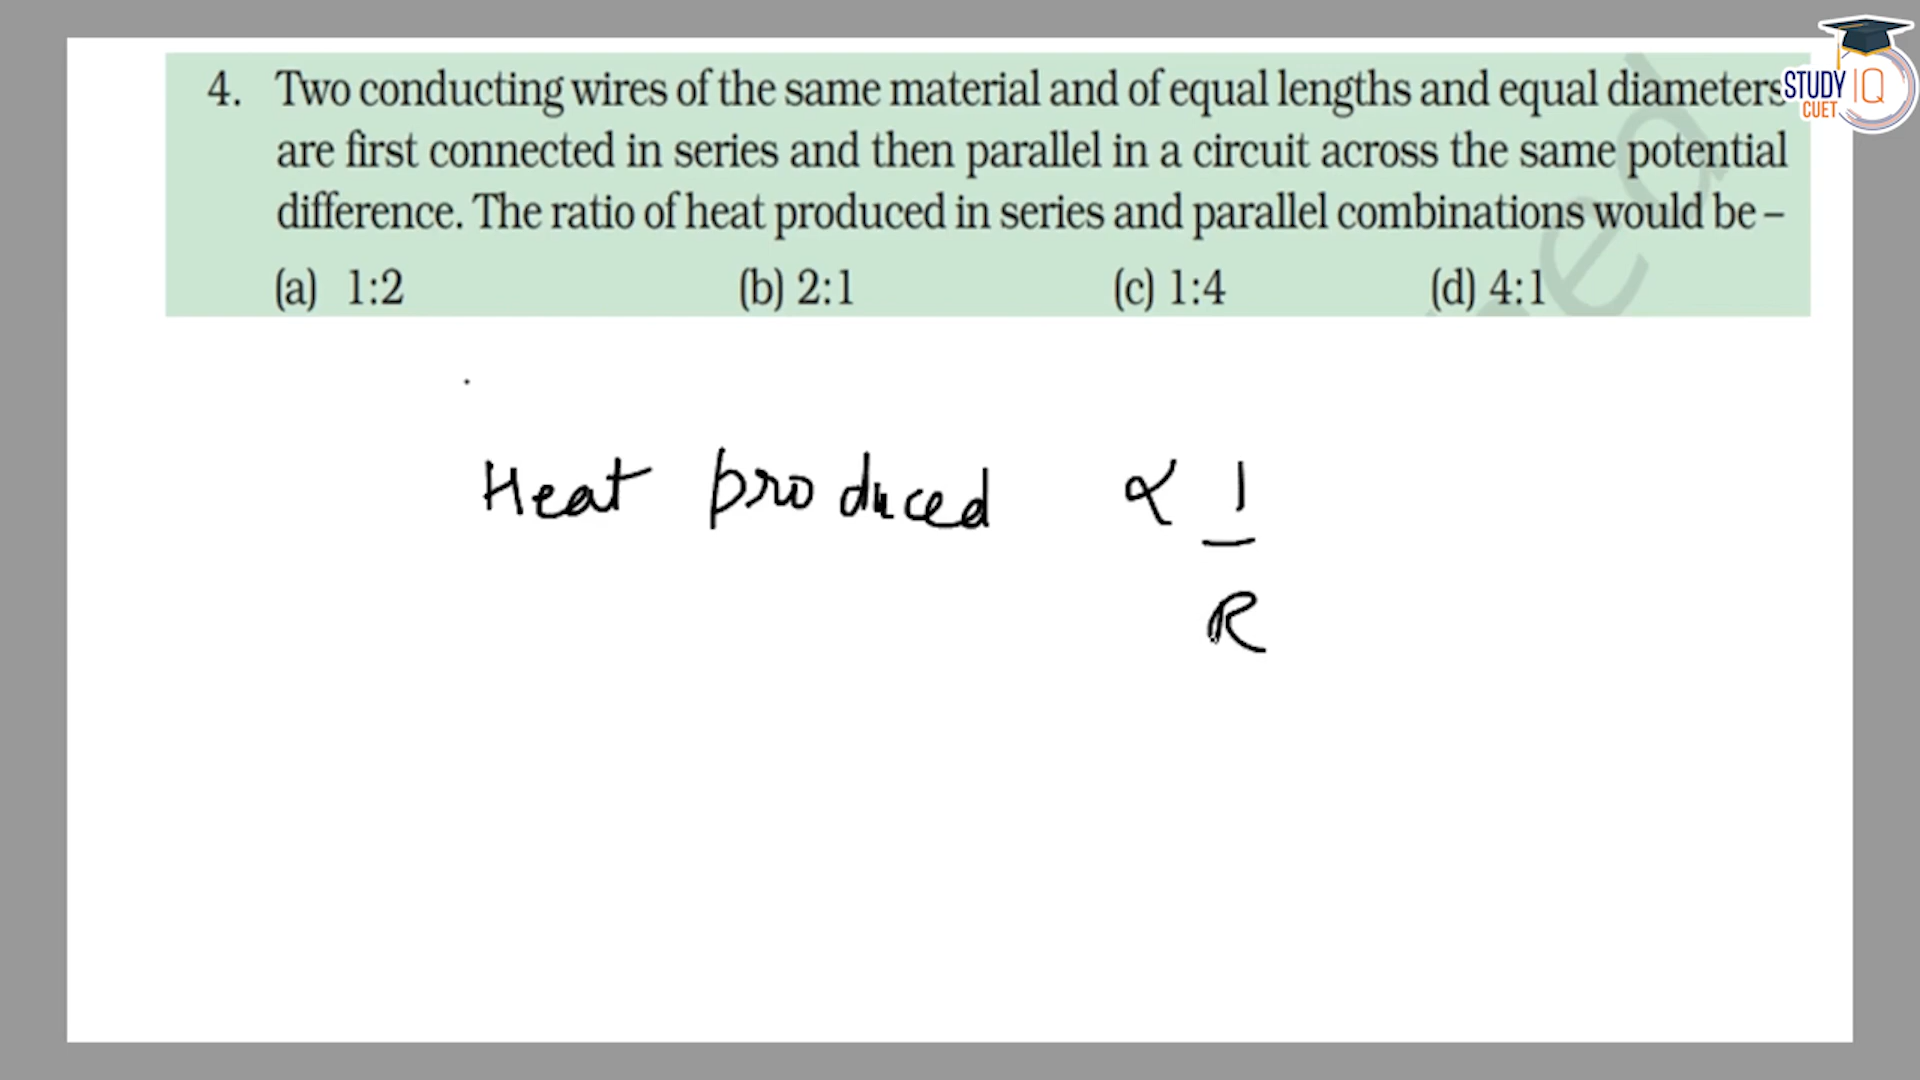 4. Two conducting wires of the same material and of equal lengths and equal diameters
are first connected in series and then parallel in a circuit across the same potential
difference. The ratio of heat produced in series and parallel combinations would be –
(a) 1:2 (b) 2:1 (c) 1:4 (d) 4:1
STUDY IQ
CUET
Heat produced ∝ 1
R